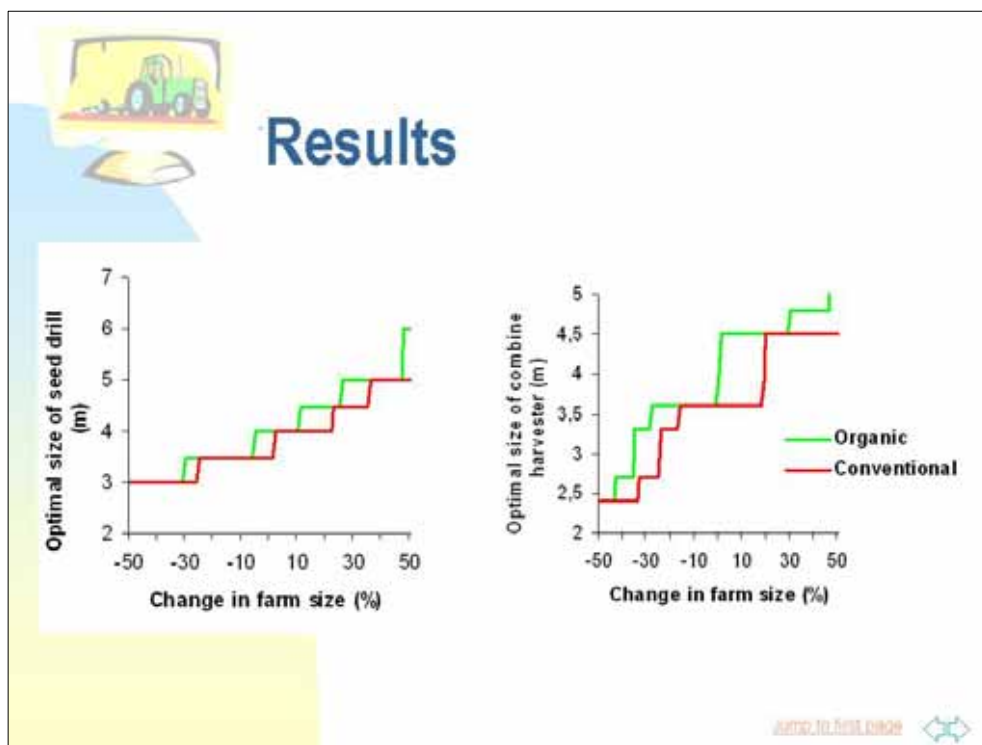 Results
Optimal size of seed drill
(m)
7
6
5
4
3
2
-50 -30 -10 10 30 50
Change in farm size (%)
Optimal size of combine
harvester (m)
5
4,5
4
3,5
3
2,5
2
-50 -30 -10 10 30 50
Change in farm size (%)
Organic
Conventional
Jump to first page